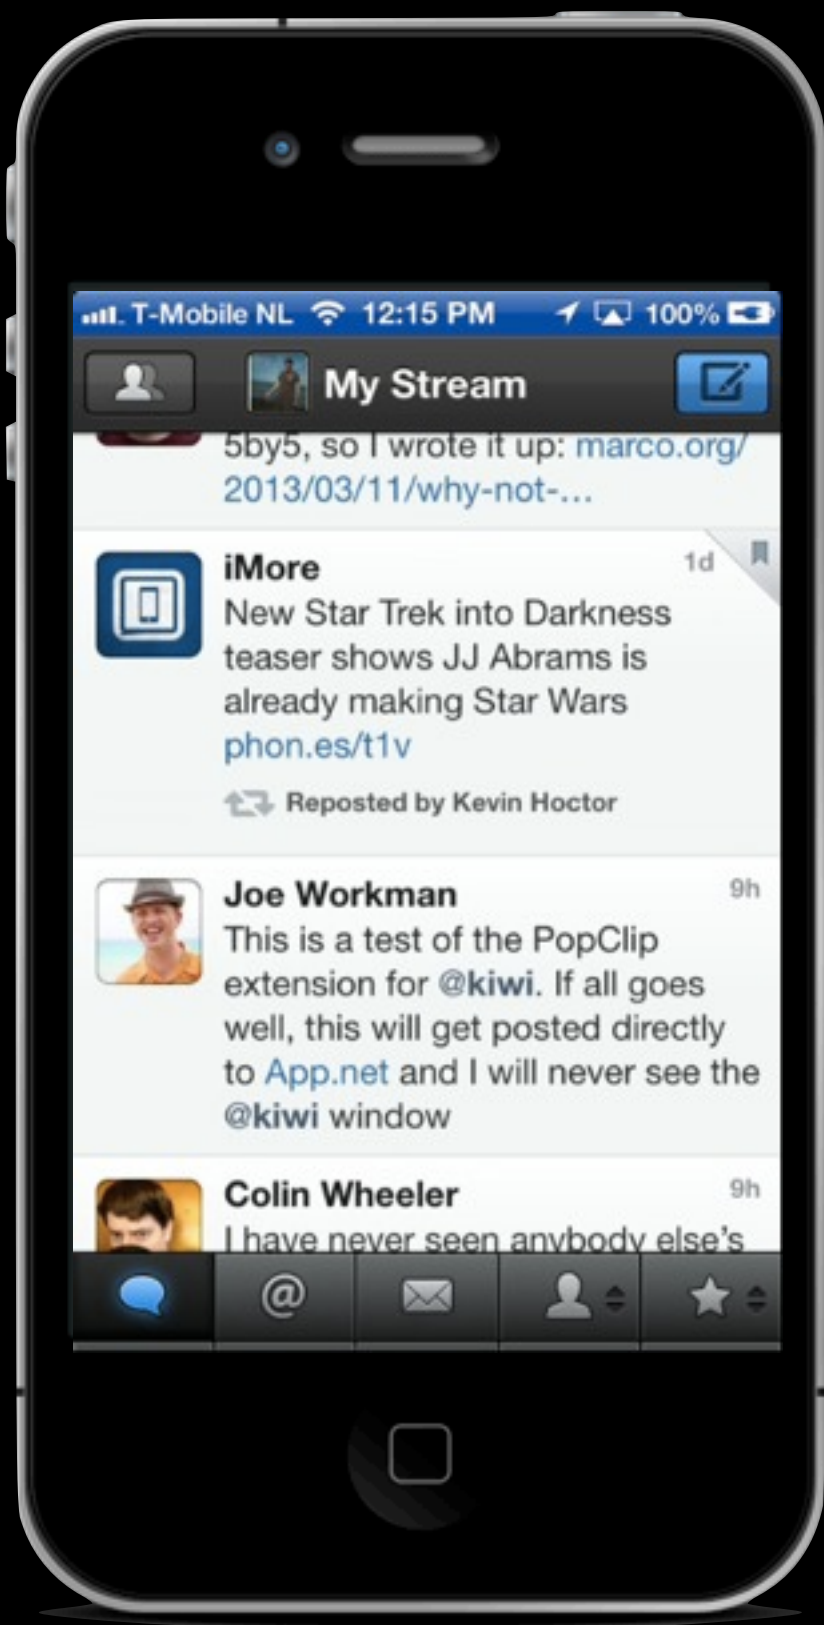 T-Mobile NL 12:15 PM 100%
My Stream
5by5, so I wrote it up: marco.org/
2013/03/11/why-not-...
iMore 1d
New Star Trek into Darkness
teaser shows JJ Abrams is
already making Star Wars
phon.es/t1v
Reposted by Kevin Hoctor
Joe Workman 9h
This is a test of the PopClip
extension for @kiwi. If all goes
well, this will get posted directly
to App.net and I will never see the
@kiwi window
Colin Wheeler 9h
I have never seen anybody else's
@